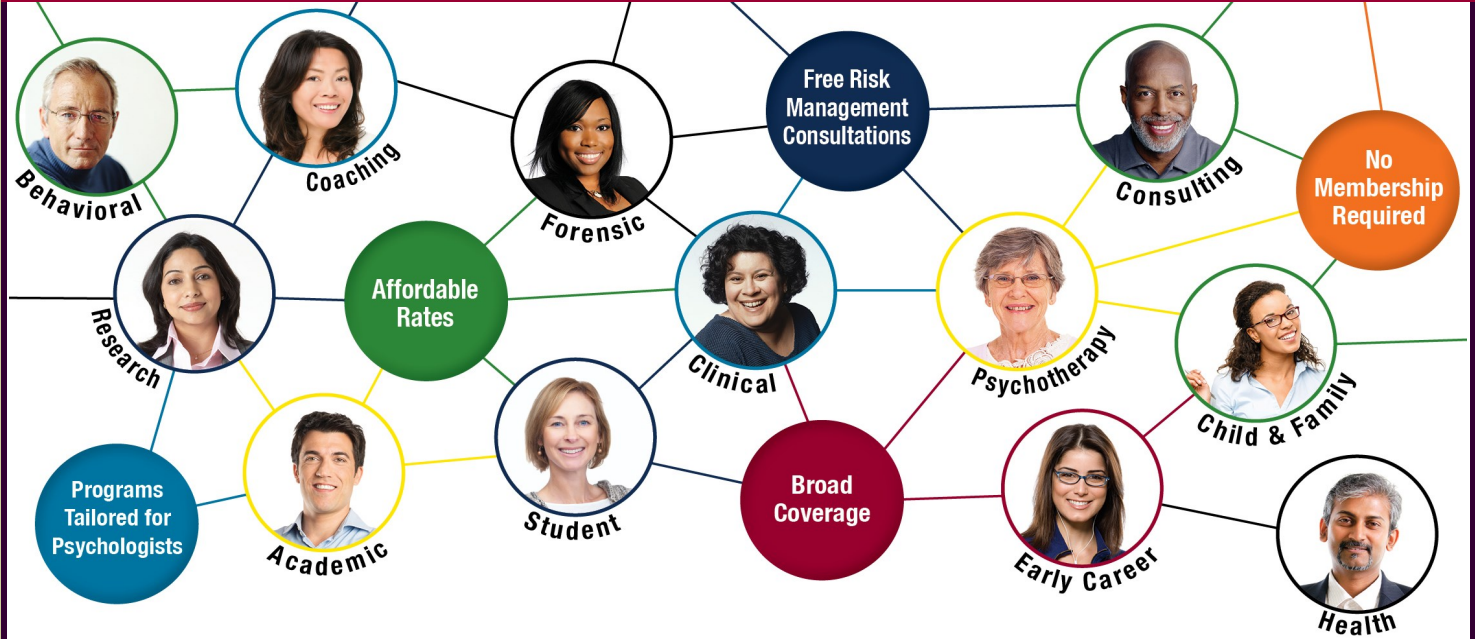 Behavioral
Coaching
Forensic
Free Risk
Management
Consultations
Consulting
No
Membership
Required
Research
Affordable
Rates
Clinical
Psychotherapy
Child & Family
Programs
Tailored for
Psychologists
Academic
Student
Broad
Coverage
Early Career
Health